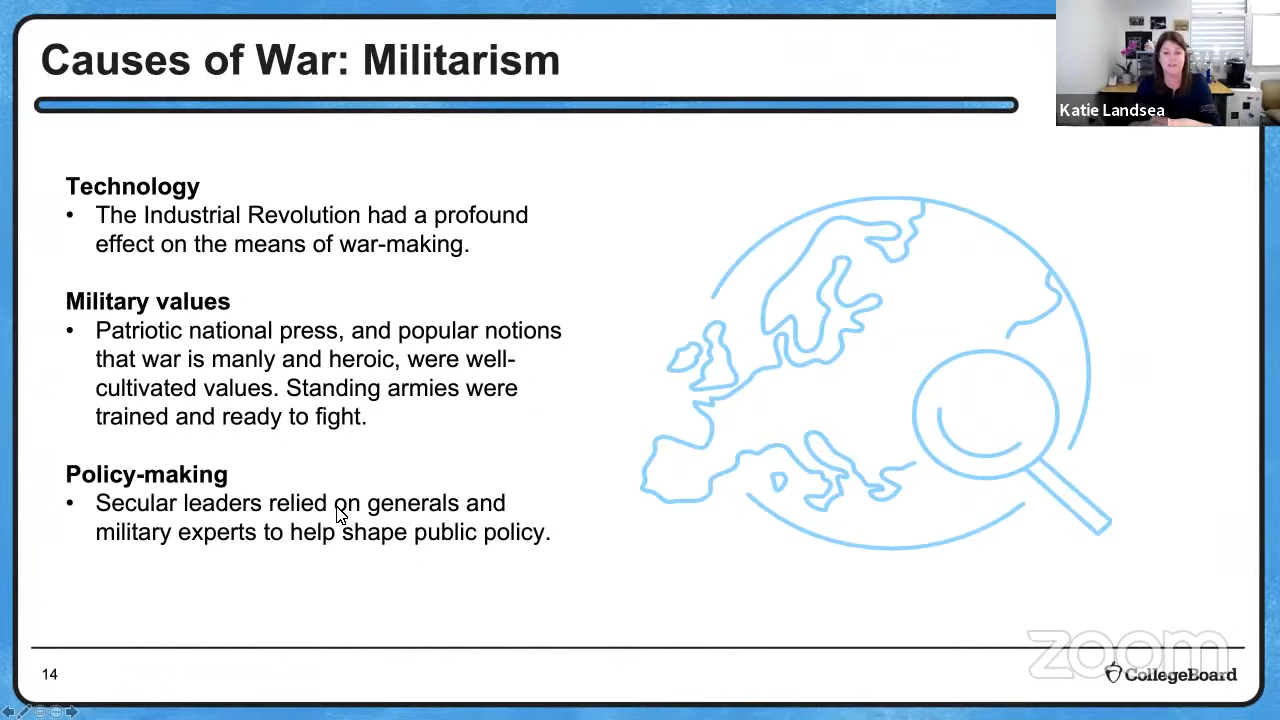 Causes of War: Militarism
Katie Landsea
Technology
• The Industrial Revolution had a profound
effect on the means of war-making.
Military values
• Patriotic national press, and popular notions
that war is manly and heroic, were well-
cultivated values. Standing armies were
trained and ready to fight.
Policy-making
• Secular leaders relied on generals and
military experts to help shape public policy.
zoom
14
CollegeBoard